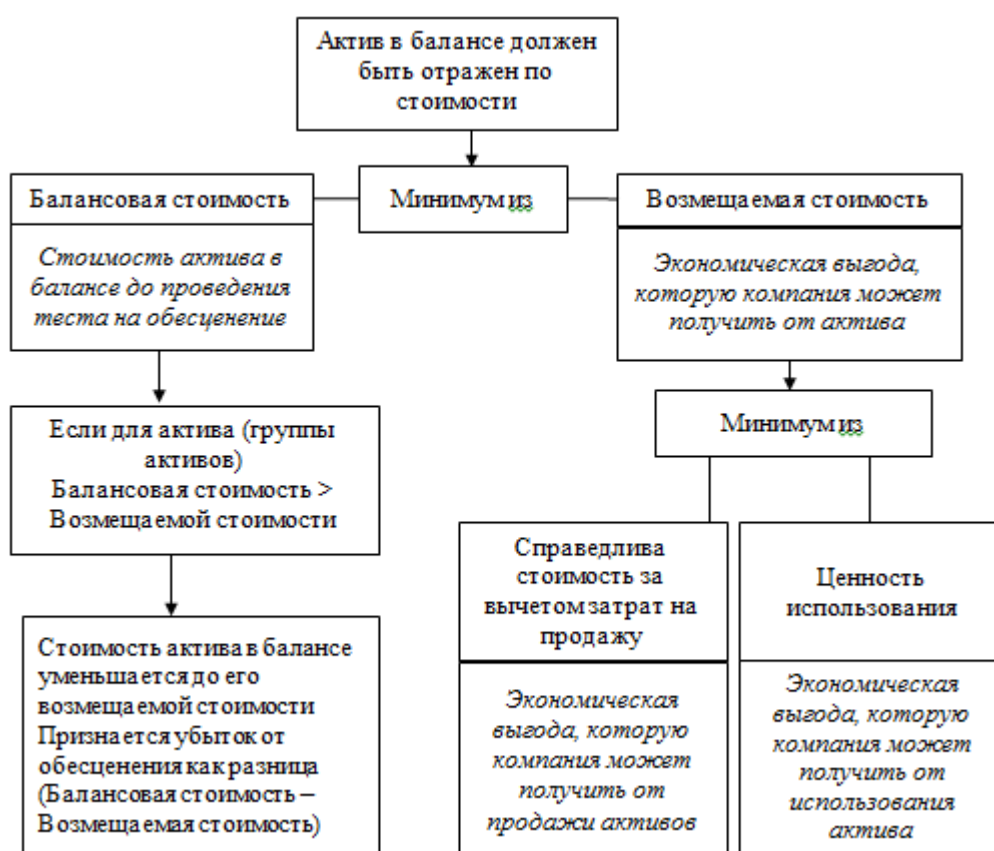 Актив в балансе должен
быть отражен по
стоимости
Балансовая стоимость
Минимум из
Возмещаемая стоимость
Стоимость актива в
балансе до проведения
теста на обесценение
Экономическая выгода,
которую компания может
получить от актива
Если для актива (группы
активов)
Балансовая стоимость >
Возмещаемой стоимости
Минимум из
Стоимость актива в балансе
уменьшается до его
возмещаемой стоимости
Признается убыток от
обесценения как разница
(Балансовая стоимость –
Возмещаемая стоимость)
Справедлива
стоимость за
вычетом затрат на
продажу
Экономическая
выгода, которую
компания может
получить от
продажи активов
Ценность
использования
Экономическая
выгода, которую
компания может
получить от
использования
актива